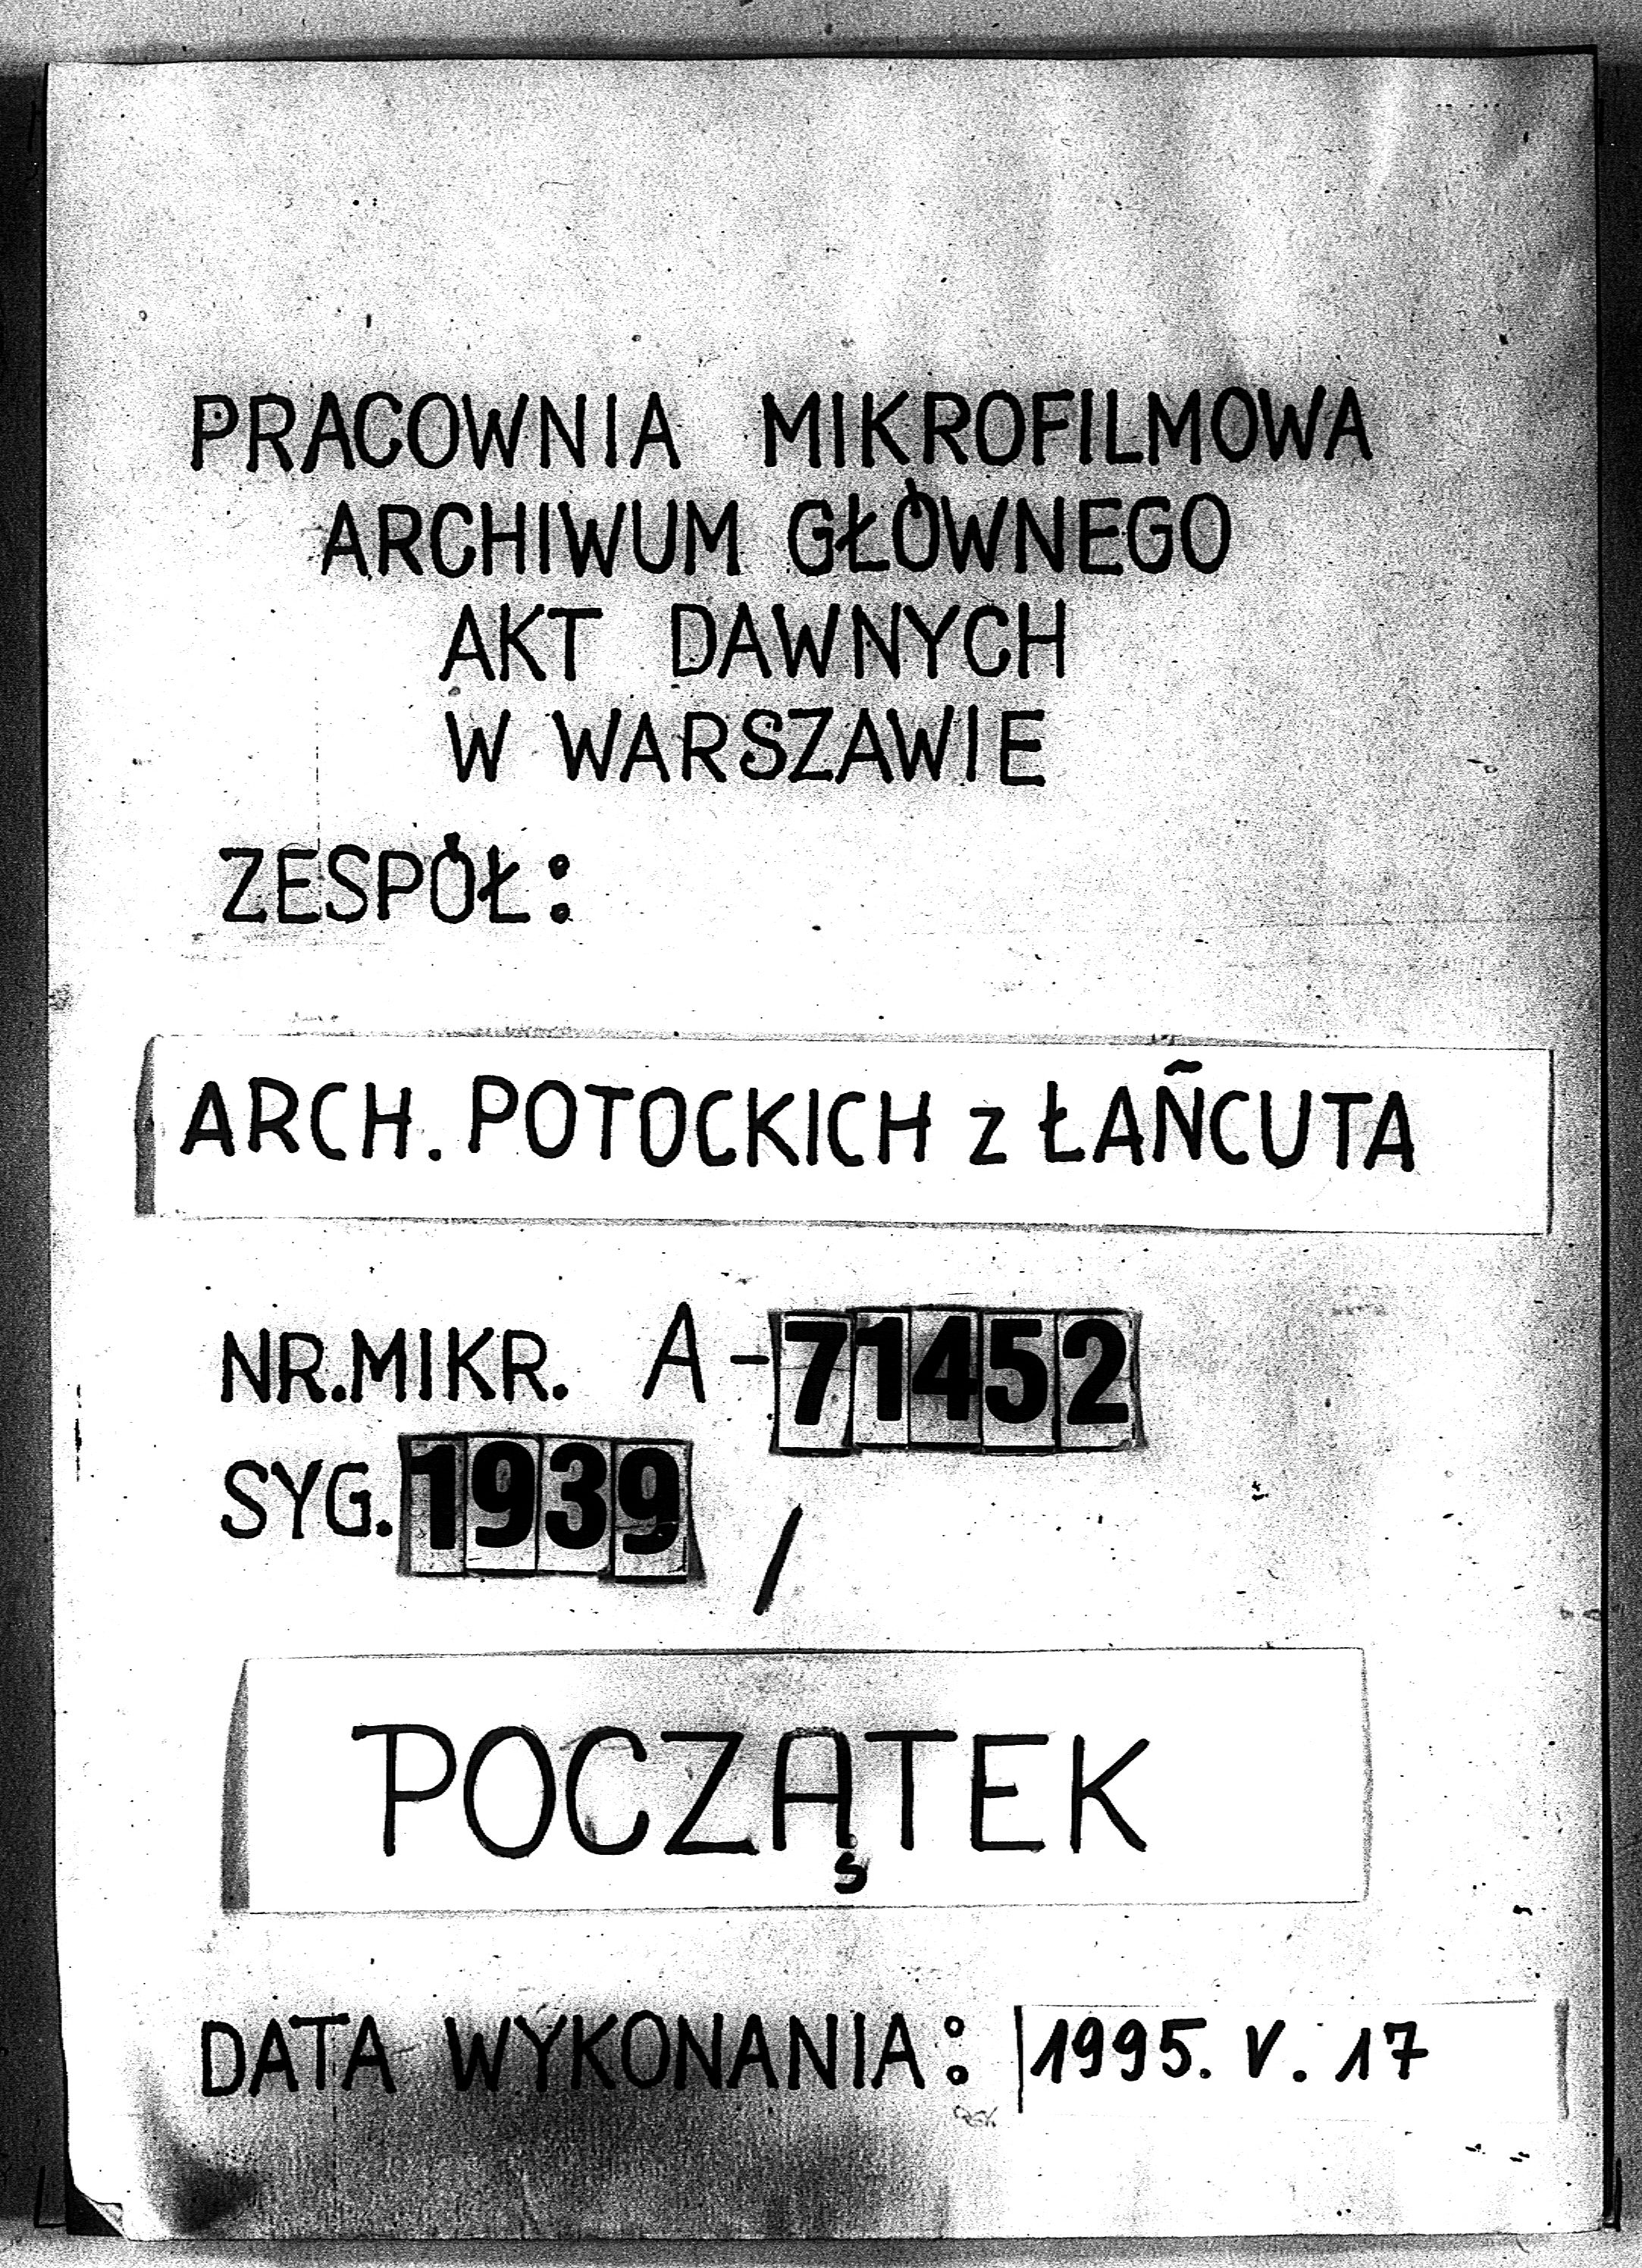 PRACOWNIA MIKROFILMOWA
ARCHIWUM GŁÓWNEGO
AKT DAWNYCH
W WARSZAWIE
ZESPÓŁ:
ARCH. POTOCKICH z ŁAŃCUTA
NR.MIKR. A-71452
SYG. 1939 /
POCZĄTEK
DATA WYKONANIA: 1995. V. 17